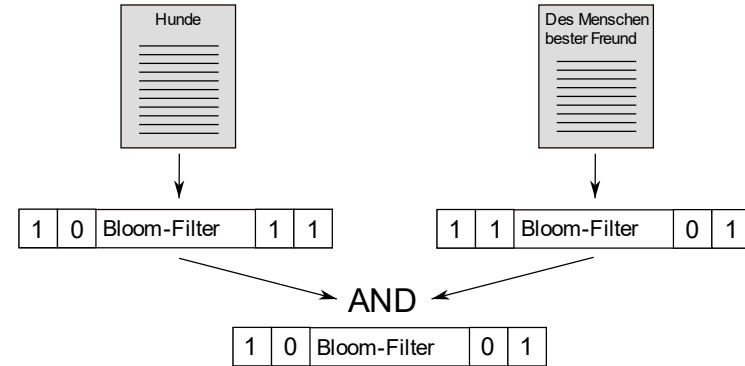 Hunde
Des Menschen
bester Freund
1 0 Bloom-Filter 1 1
1 1 Bloom-Filter 0 1
AND
1 0 Bloom-Filter 0 1